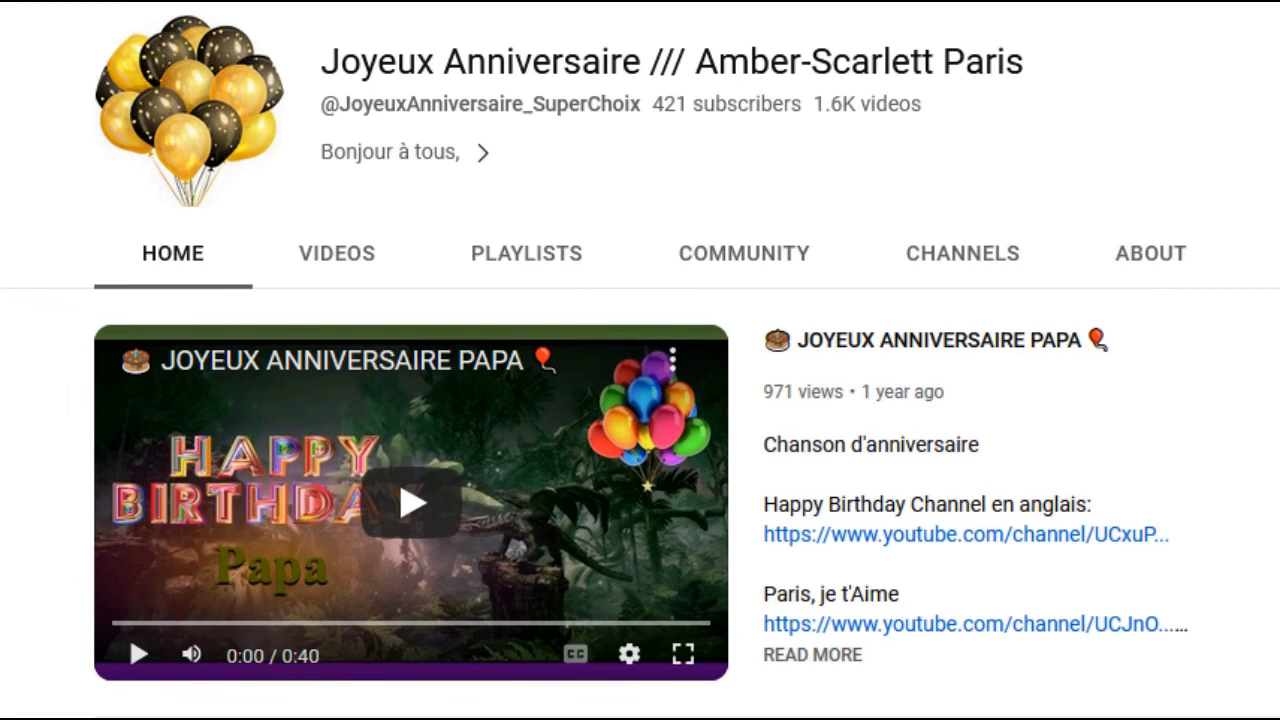 Joyeux Anniversaire /// Amber-Scarlett Paris
@JoyeuxAnniversaire_SuperChoix 421 subscribers 1.6K videos
Bonjour à tous,
HOME VIDEOS PLAYLISTS COMMUNITY CHANNELS ABOUT
🎂 JOYEUX ANNIVERSAIRE PAPA 🎈
HAPPY
BIRTHDAY
Papa
0:00 / 0:40
CC
🎂 JOYEUX ANNIVERSAIRE PAPA 🎈
971 views • 1 year ago
Chanson d'anniversaire
Happy Birthday Channel en anglais:
https://www.youtube.com/channel/UCxuP...
Paris, je t'Aime
https://www.youtube.com/channel/UCJnO......
READ MORE